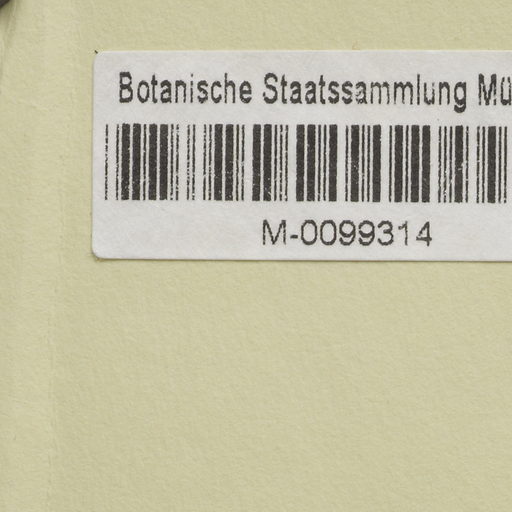 Botanische Staatssammlung Mü
M-0099314